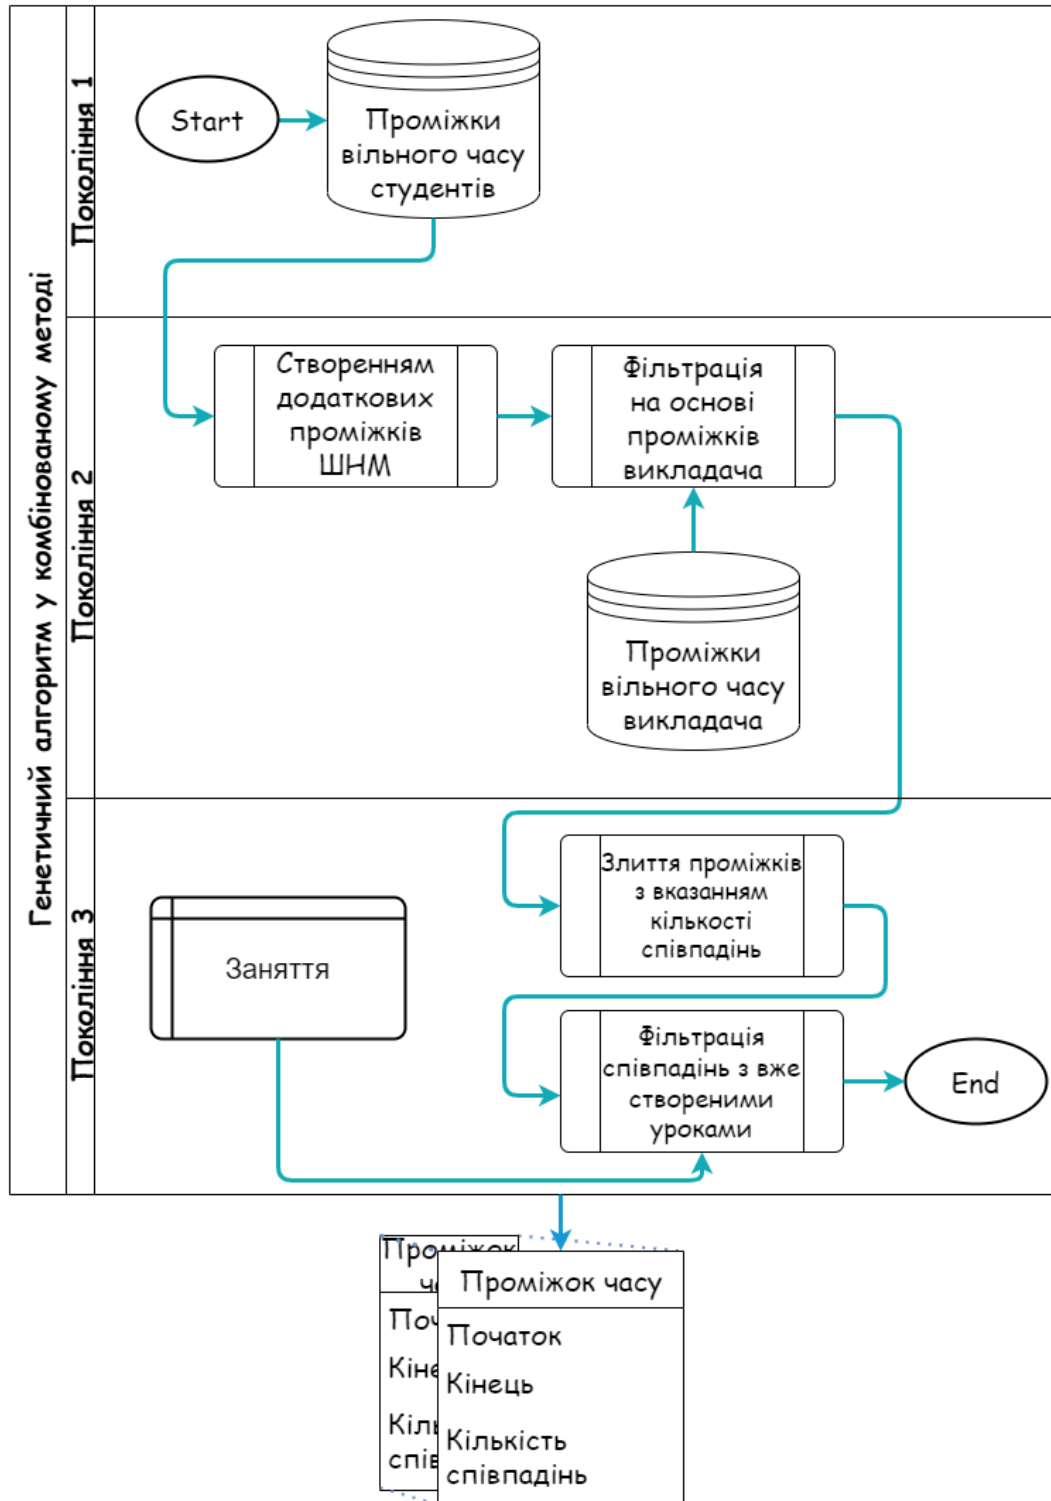 Генетичний алгоритм у комбінованому методі
Покоління 1
Start
Проміжки
вільного часу
студентів
Покоління 2
Створенням
додаткових
проміжків
ШНМ
Фільтрація
на основі
проміжків
викладача
Проміжки
вільного часу
викладача
Покоління 3
Заняття
Злиття проміжків
з вказанням
кількості
співпадінь
Фільтрація
співпадінь з вже
створеними
уроками
End
Проміжок
Проміжок часу
Початок
Кінець
Кількість
співпадінь